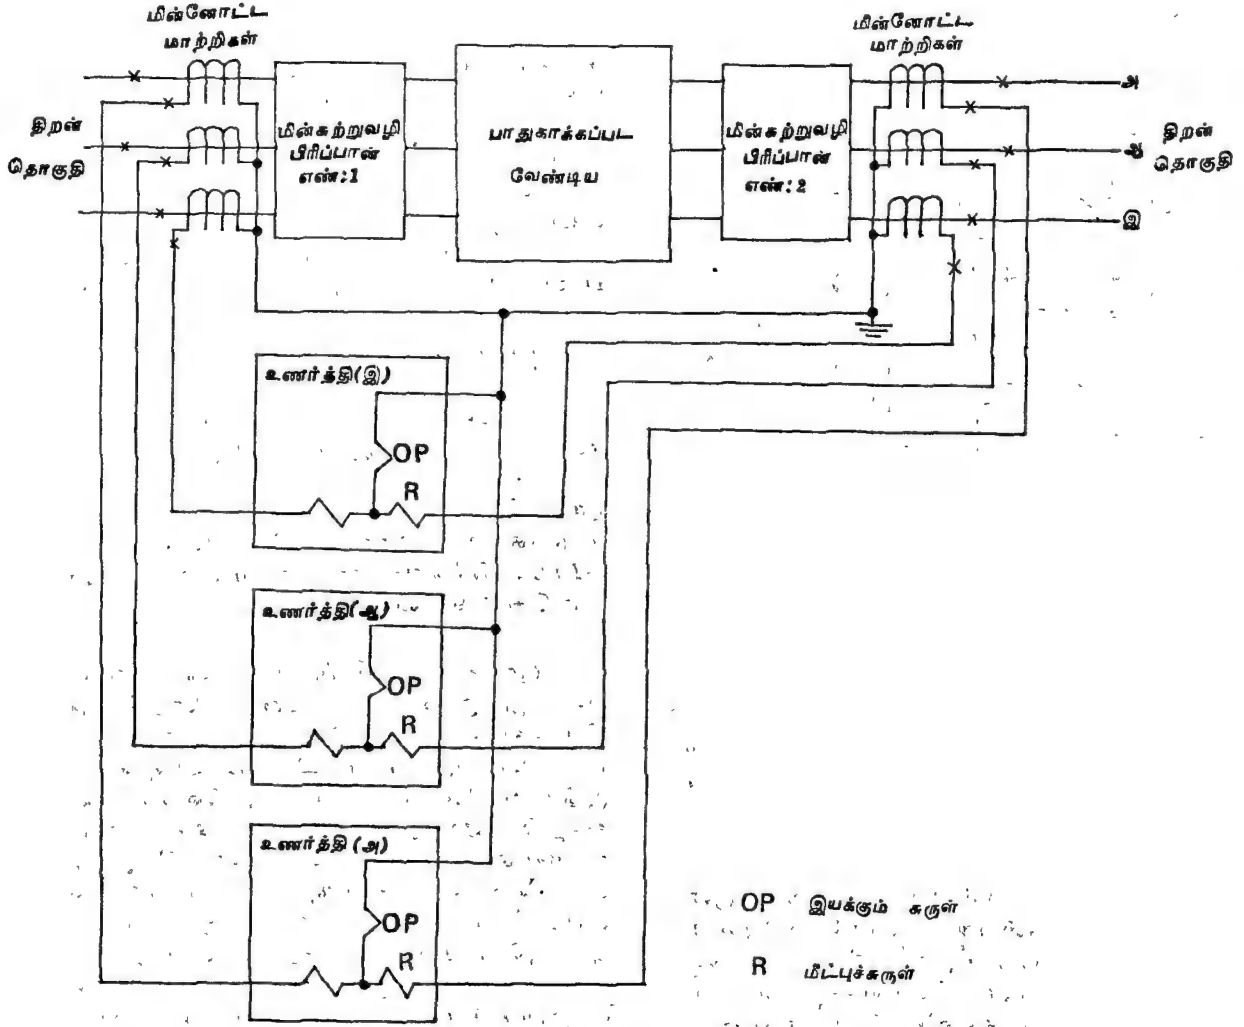 மின்னோட்ட
மாற்றிகள்
மின்னோட்ட
மாற்றிகள்
திறன்
தொகுதி
மின்சுற்றுவழி
பிரிப்பான்
எண்:1
பாதுகாக்கப்பட
வேண்டிய
மின்சுற்றுவழி
பிரிப்பான்
எண்:2
அ
ஆ
இ
திறன்
தொகுதி
உணர்த்தி(இ)
OP
R
உணர்த்தி(ஆ)
OP
R
உணர்த்தி(அ)
OP
R
OP இயக்கும் சுருள்
R மீட்புச்சுருள்